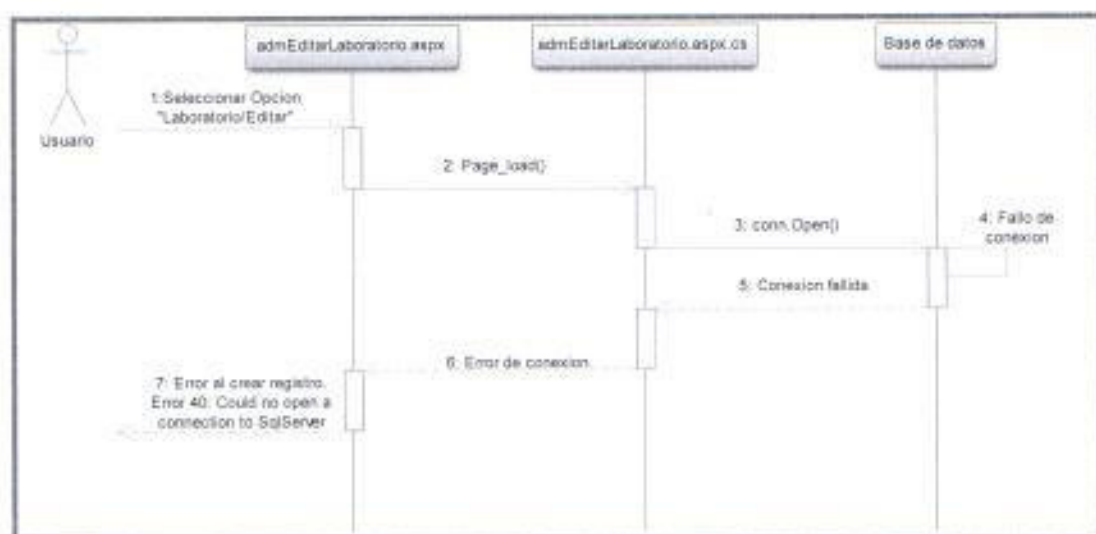 admEditarLaboratorio.aspx
admEditarLaboratorio.aspx.cs
Base de datos
Usuario
1:Seleccionar Opcion
"Laboratorio/Editar"
2: Page_load()
3: conn.Open()
4: Fallo de
conexion
5: Conexion fallida
6: Error de conexion.
7: Error al crear registro.
Error 40: Could no open a
connection to SqlServer